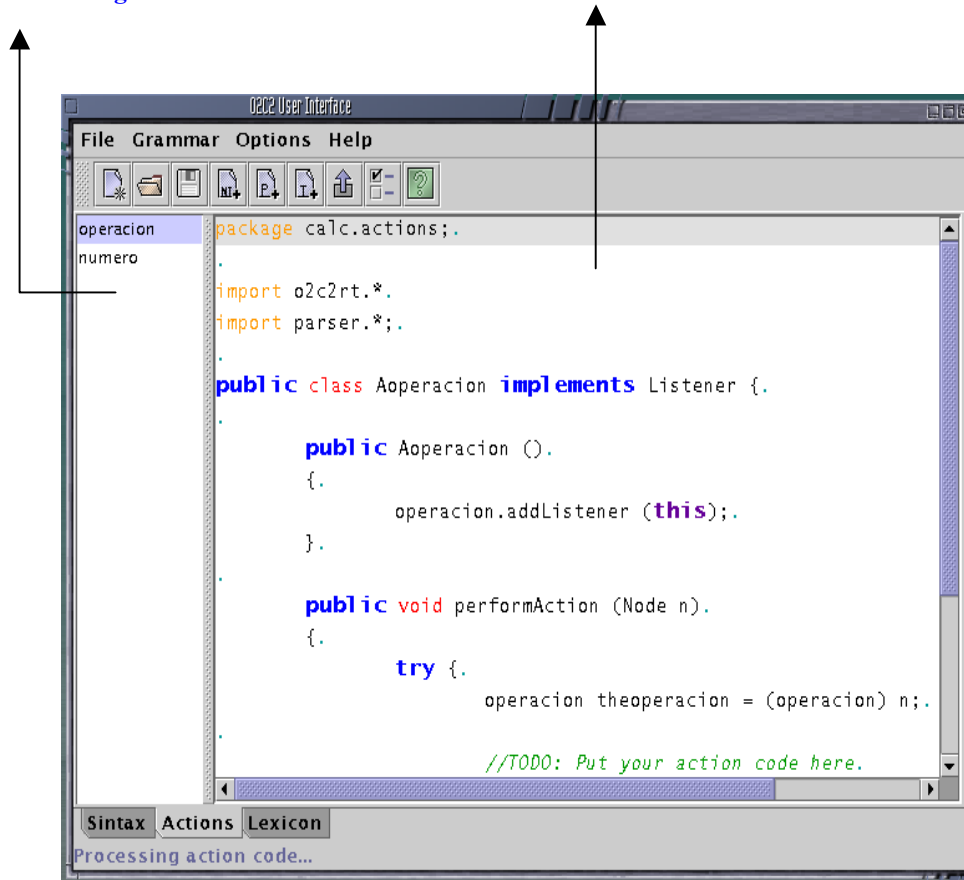 O2C2 User Interface
File Grammar Options Help
NT+ P+ T+
operacion
numero
package calc.actions;.
.
import o2c2rt.*.
import parser.*;.
.
public class Aoperacion implements Listener {.
.
public Aoperacion ().
{.
operacion.addListener (this);.
}.
.
public void performAction (Node n).
{.
try {.
operacion theoperacion = (operacion) n;.
.
//TODO: Put your action code here.
Sintax Actions Lexicon
Processing action code...